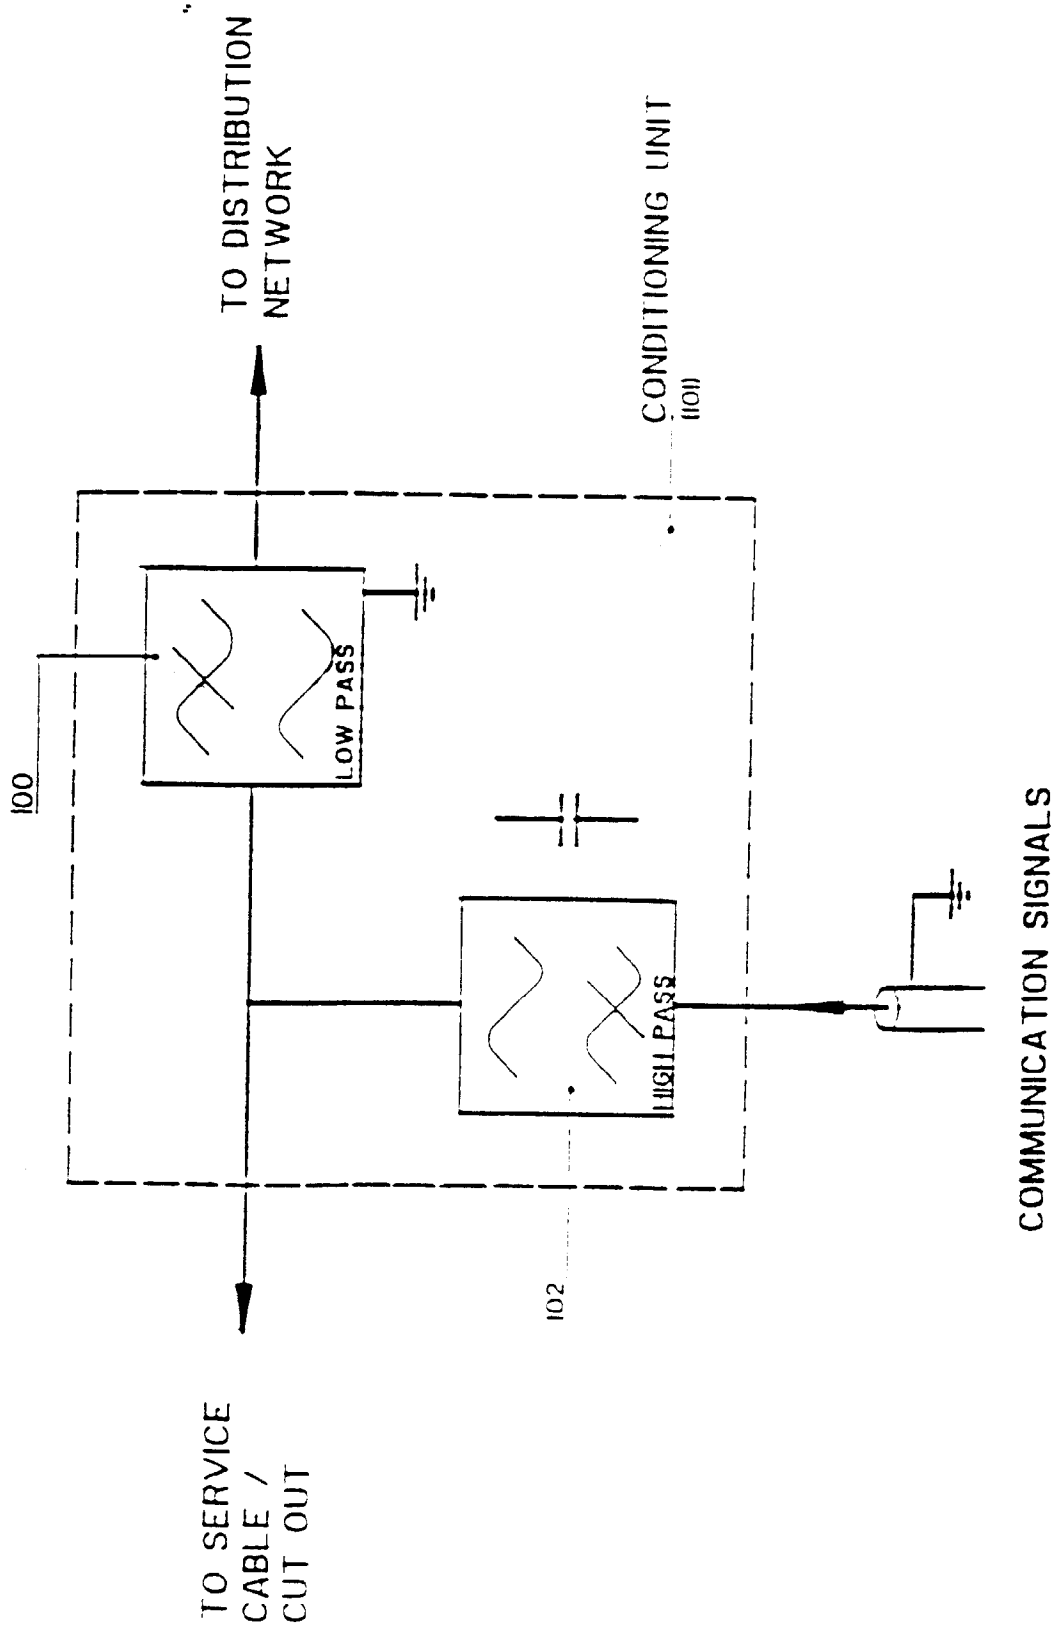 100
TO DISTRIBUTION
NETWORK
LOW PASS
TO SERVICE
CABLE /
CUT OUT
102
HIGH PASS
CONDITIONING UNIT
(101)
COMMUNICATION SIGNALS